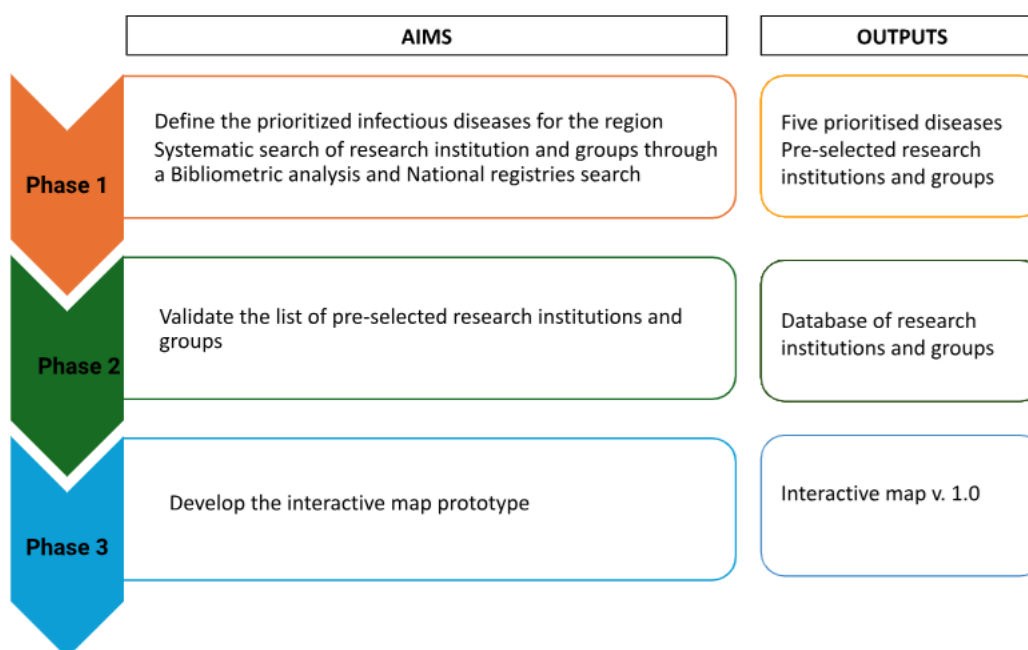 AIMS
OUTPUTS
Phase 1
Define the prioritized infectious diseases for the region
Systematic search of research institution and groups through
a Bibliometric analysis and National registries search
Five prioritised diseases
Pre-selected research
institutions and groups
Phase 2
Validate the list of pre-selected research institutions and
groups
Database of research
institutions and groups
Phase 3
Develop the interactive map prototype
Interactive map v. 1.0